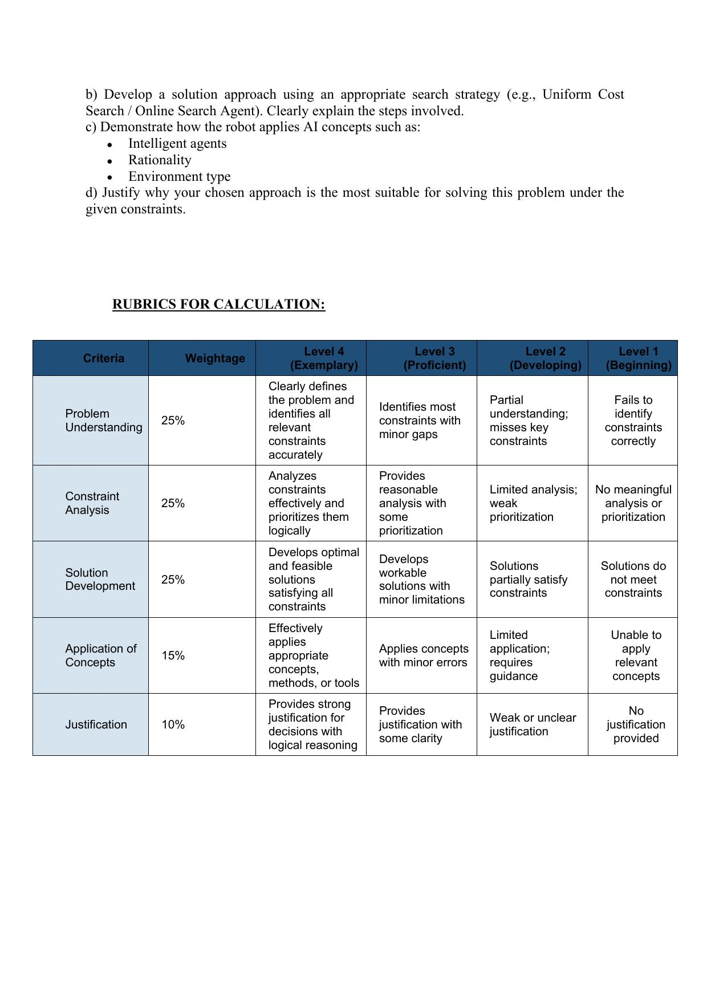 b) Develop a solution approach using an appropriate search strategy (e.g., Uniform Cost
Search / Online Search Agent). Clearly explain the steps involved.
c) Demonstrate how the robot applies AI concepts such as:
• Intelligent agents
• Rationality
• Environment type
d) Justify why your chosen approach is the most suitable for solving this problem under the
given constraints.
RUBRICS FOR CALCULATION:
Criteria
Weightage
Level 4
(Exemplary)
Level 3
(Proficient)
Level 2
(Developing)
Level 1
(Beginning)
Problem
Understanding
25%
Clearly defines
the problem and
identifies all
relevant
constraints
accurately
Identifies most
constraints with
minor gaps
Partial
understanding;
misses key
constraints
Fails to
identify
constraints
correctly
Constraint
Analysis
25%
Analyzes
constraints
effectively and
prioritizes them
logically
Provides
reasonable
analysis with
some
prioritization
Limited analysis;
weak
prioritization
No meaningful
analysis or
prioritization
Solution
Development
25%
Develops optimal
and feasible
solutions
satisfying all
constraints
Develops
workable
solutions with
minor limitations
Solutions
partially satisfy
constraints
Solutions do
not meet
constraints
Application of
Concepts
15%
Effectively
applies
appropriate
concepts,
methods, or tools
Applies concepts
with minor errors
Limited
application;
requires
guidance
Unable to
apply
relevant
concepts
Justification
10%
Provides strong
justification for
decisions with
logical reasoning
Provides
justification with
some clarity
Weak or unclear
justification
No
justification
provided